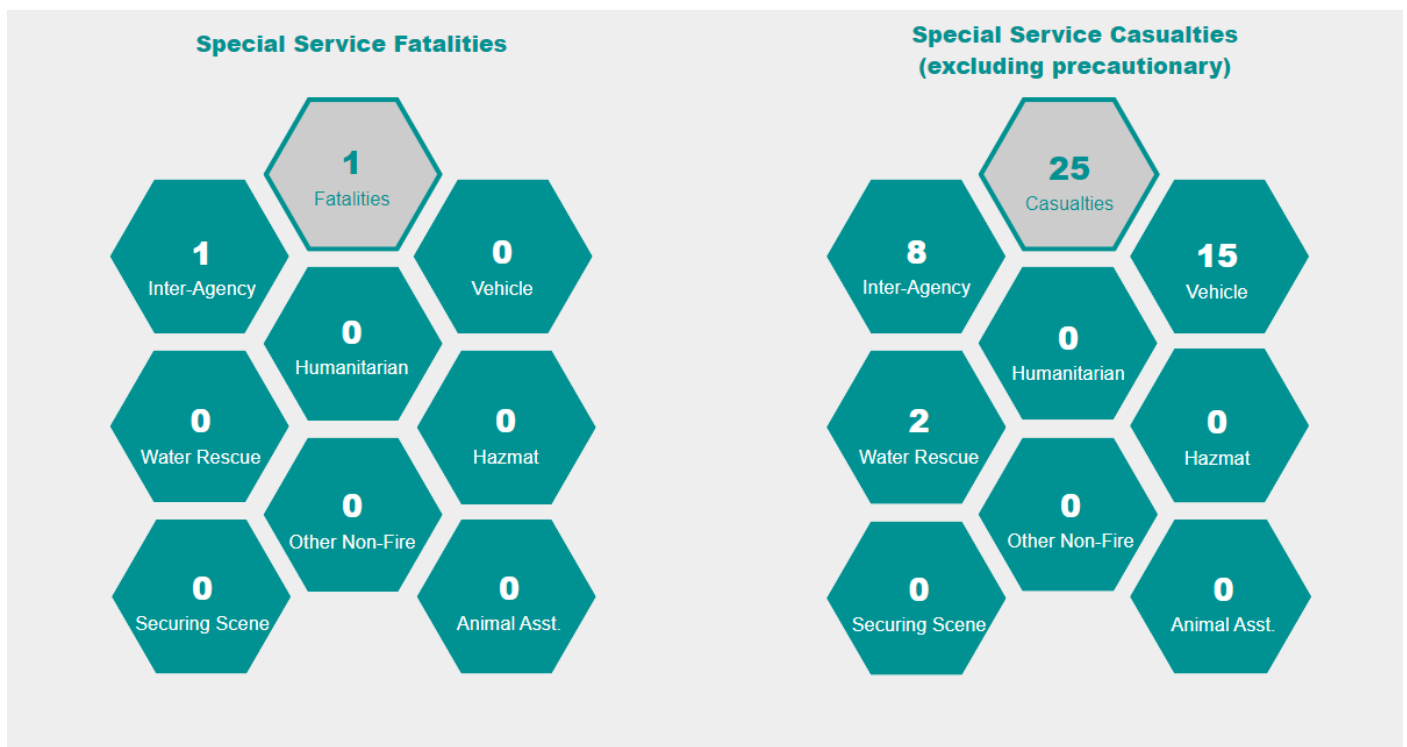 Special Service Fatalities
1
Fatalities
1
Inter-Agency
0
Vehicle
0
Humanitarian
0
Water Rescue
0
Hazmat
0
Other Non-Fire
0
Securing Scene
0
Animal Asst.
Special Service Casualties
(excluding precautionary)
25
Casualties
8
Inter-Agency
15
Vehicle
0
Humanitarian
2
Water Rescue
0
Hazmat
0
Other Non-Fire
0
Securing Scene
0
Animal Asst.